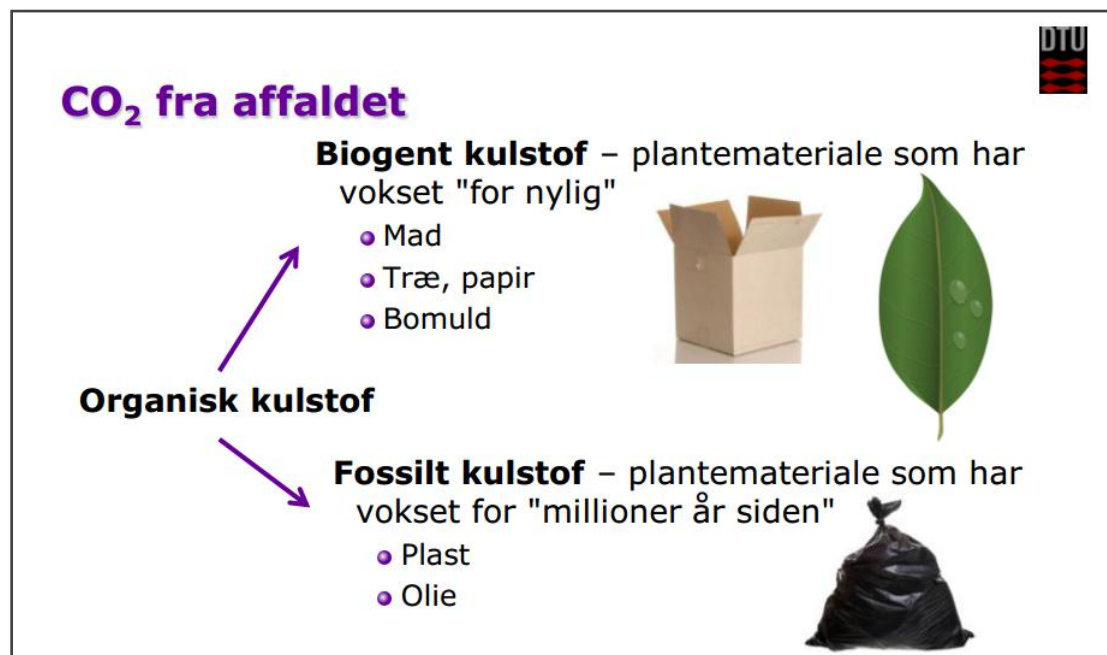 DTU
CO₂ fra affaldet
Biogent kulstof – plantemateriale som har
vokset "for nylig"
Mad
Træ, papir
Bomuld
Organisk kulstof
Fossilt kulstof – plantemateriale som har
vokset for "millioner år siden"
Plast
Olie